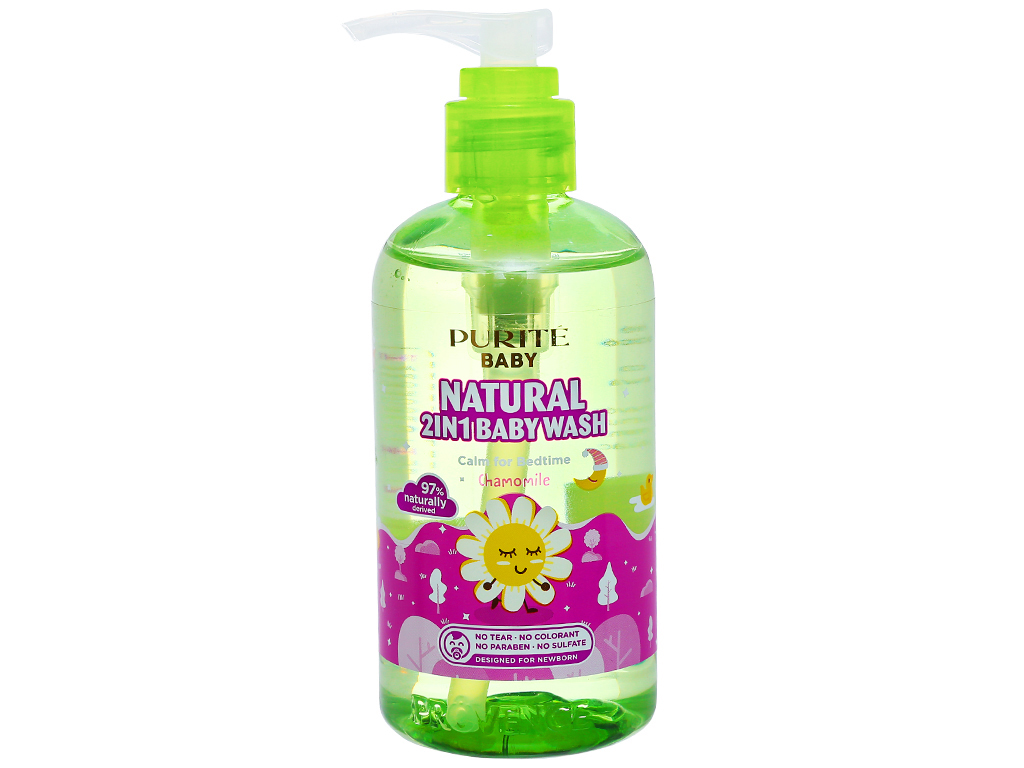 PURITÉ
BABY
NATURAL
2IN1 BABY WASH
Calm for Bedtime
Chamomile
97%
naturally
derived
NO TEAR · NO COLORANT
NO PARABEN · NO SULFATE
DESIGNED FOR NEWBORN
PROVENCE